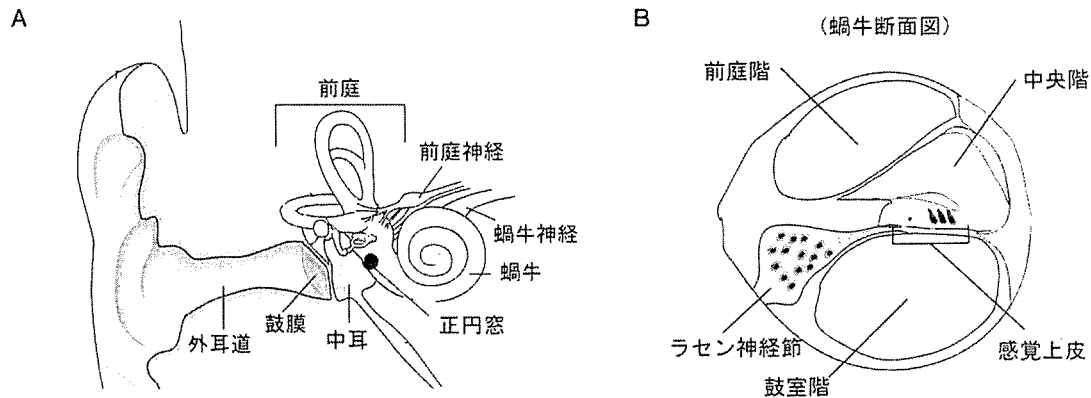 A
前庭
前庭神経
蝸牛神経
蝸牛
正円窓
中耳
鼓膜
外耳道
B
(蝸牛断面図)
前庭階
中央階
ラセン神経節
鼓室階
感覚上皮